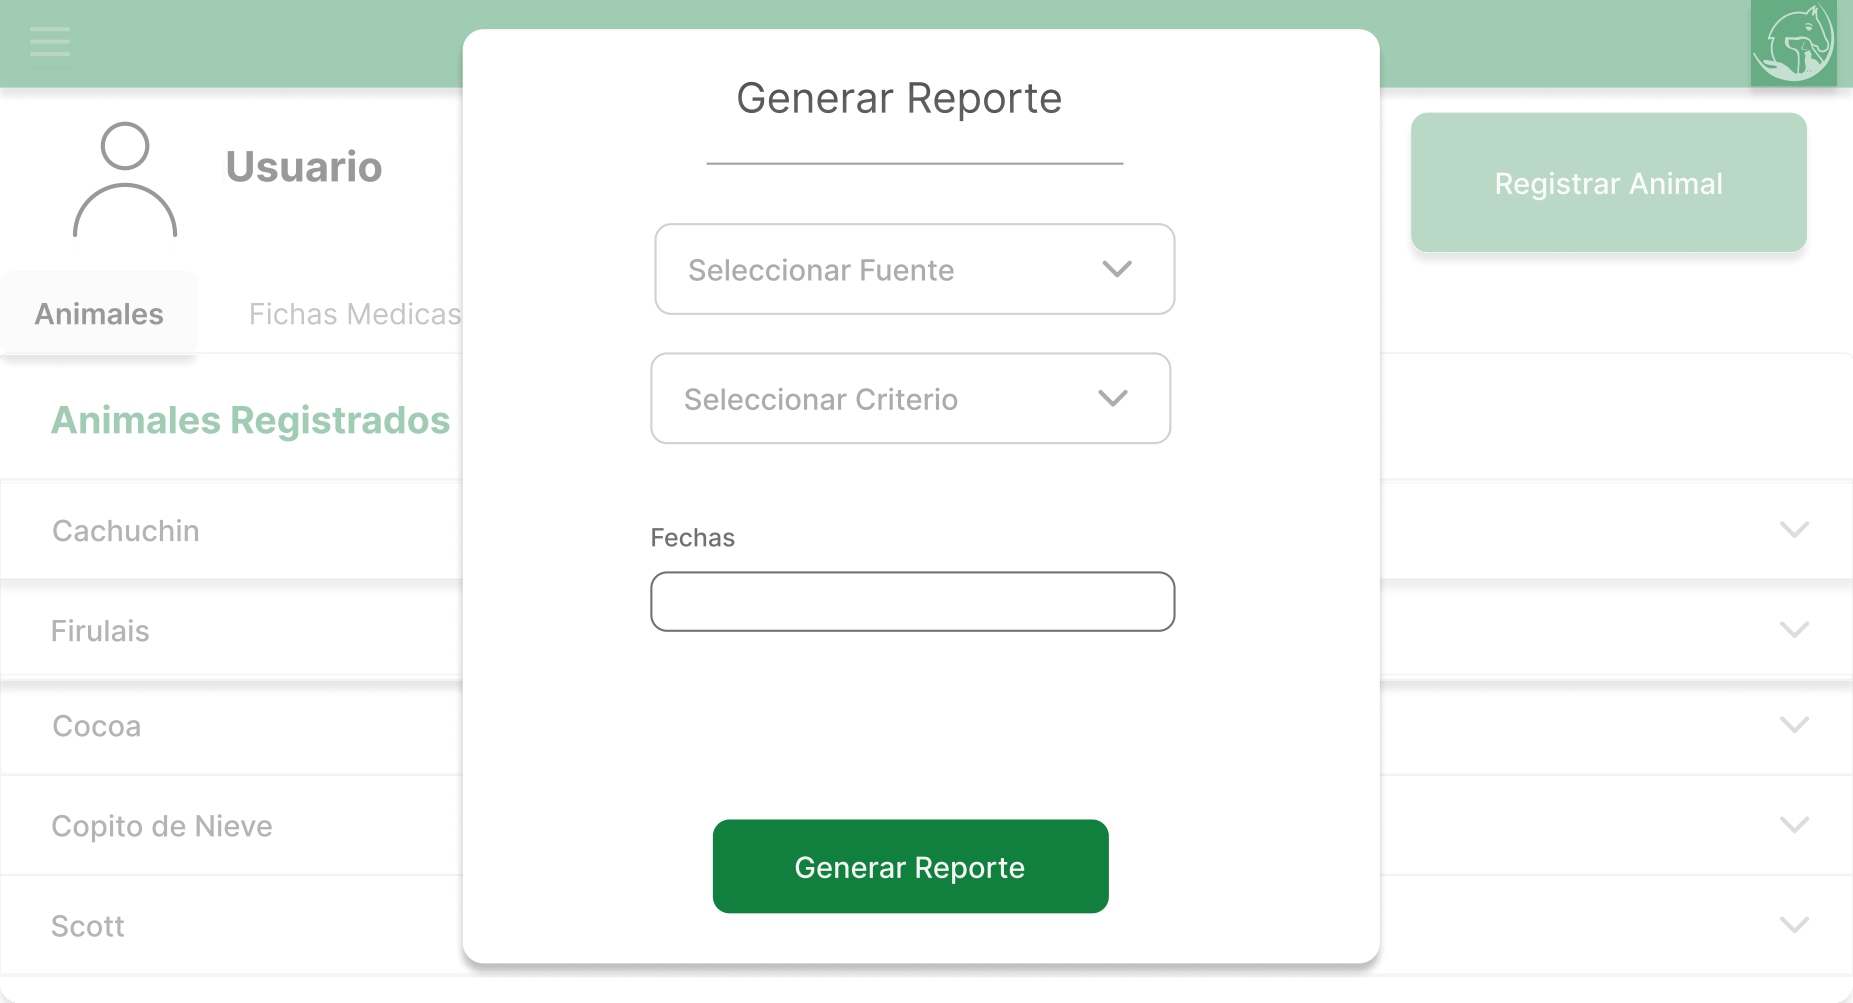 Generar Reporte
Usuario
Registrar Animal
Seleccionar Fuente
Animales
Fichas Medicas
Seleccionar Criterio
Animales Registrados
Cachuchin
Fechas
Firulais
Cocoa
Copito de Nieve
Generar Reporte
Scott